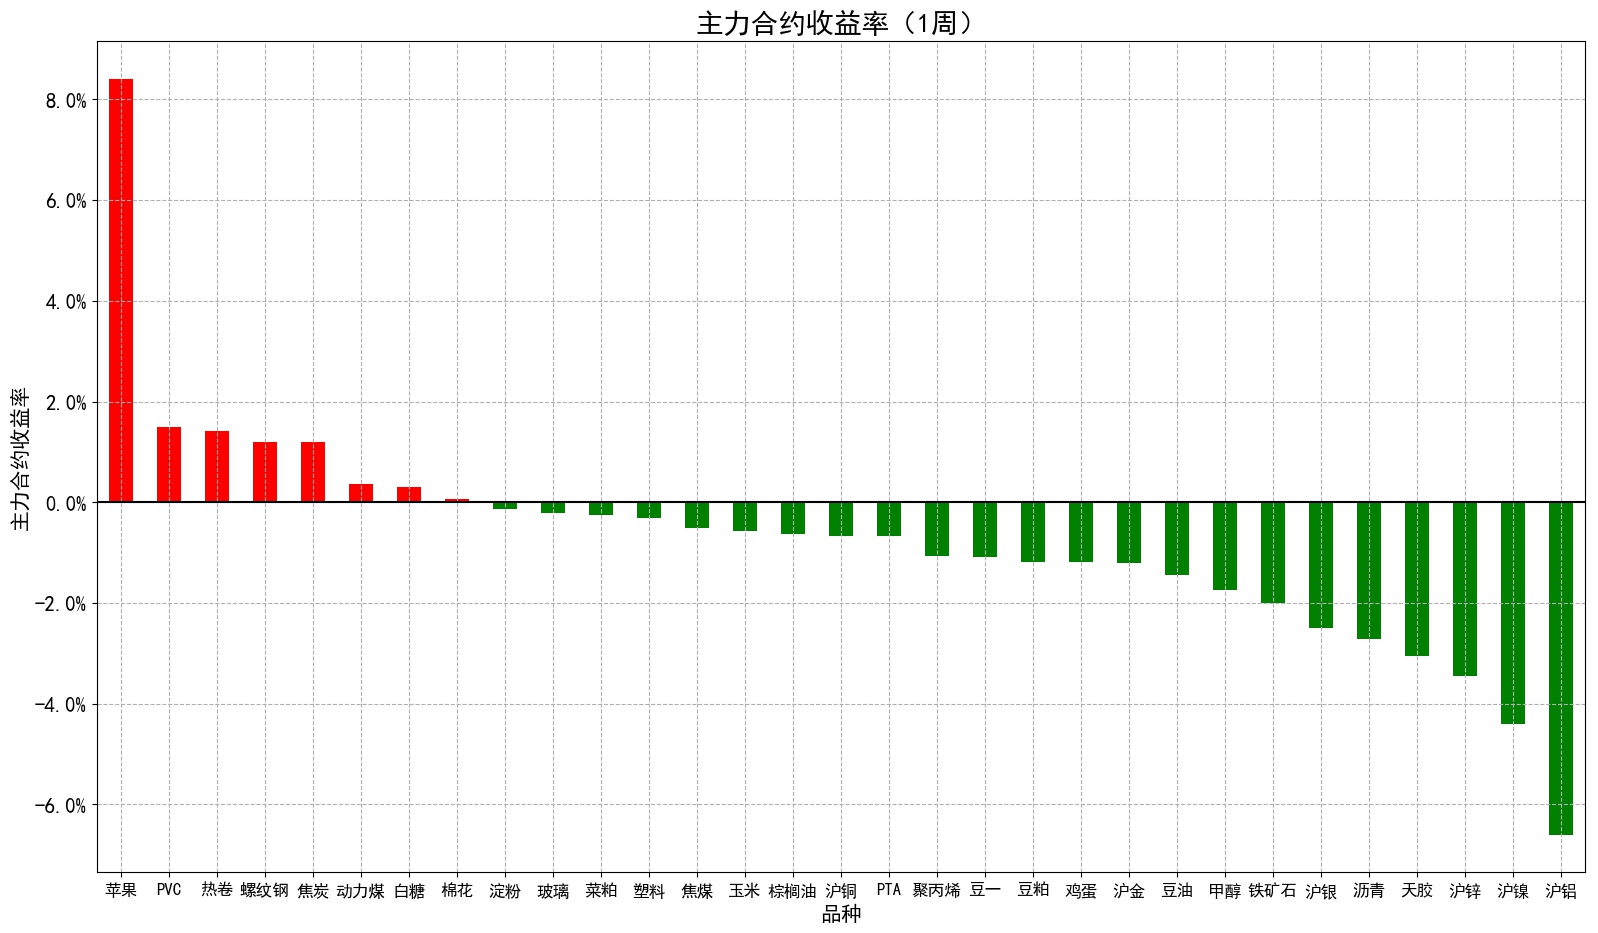 主力合约收益率（1周）
主力合约收益率
8.0%
6.0%
4.0%
2.0%
0.0%
−2.0%
−4.0%
−6.0%
苹果 PVC 热卷 螺纹钢 焦炭 动力煤 白糖 棉花 淀粉 玻璃 菜粕 塑料 焦煤 玉米 棕榈油 沪铜 PTA 聚丙烯 豆一 豆粕 鸡蛋 沪金 豆油 甲醇 铁矿石 沪银 沥青 天胶 沪锌 沪镍 沪铝
品种